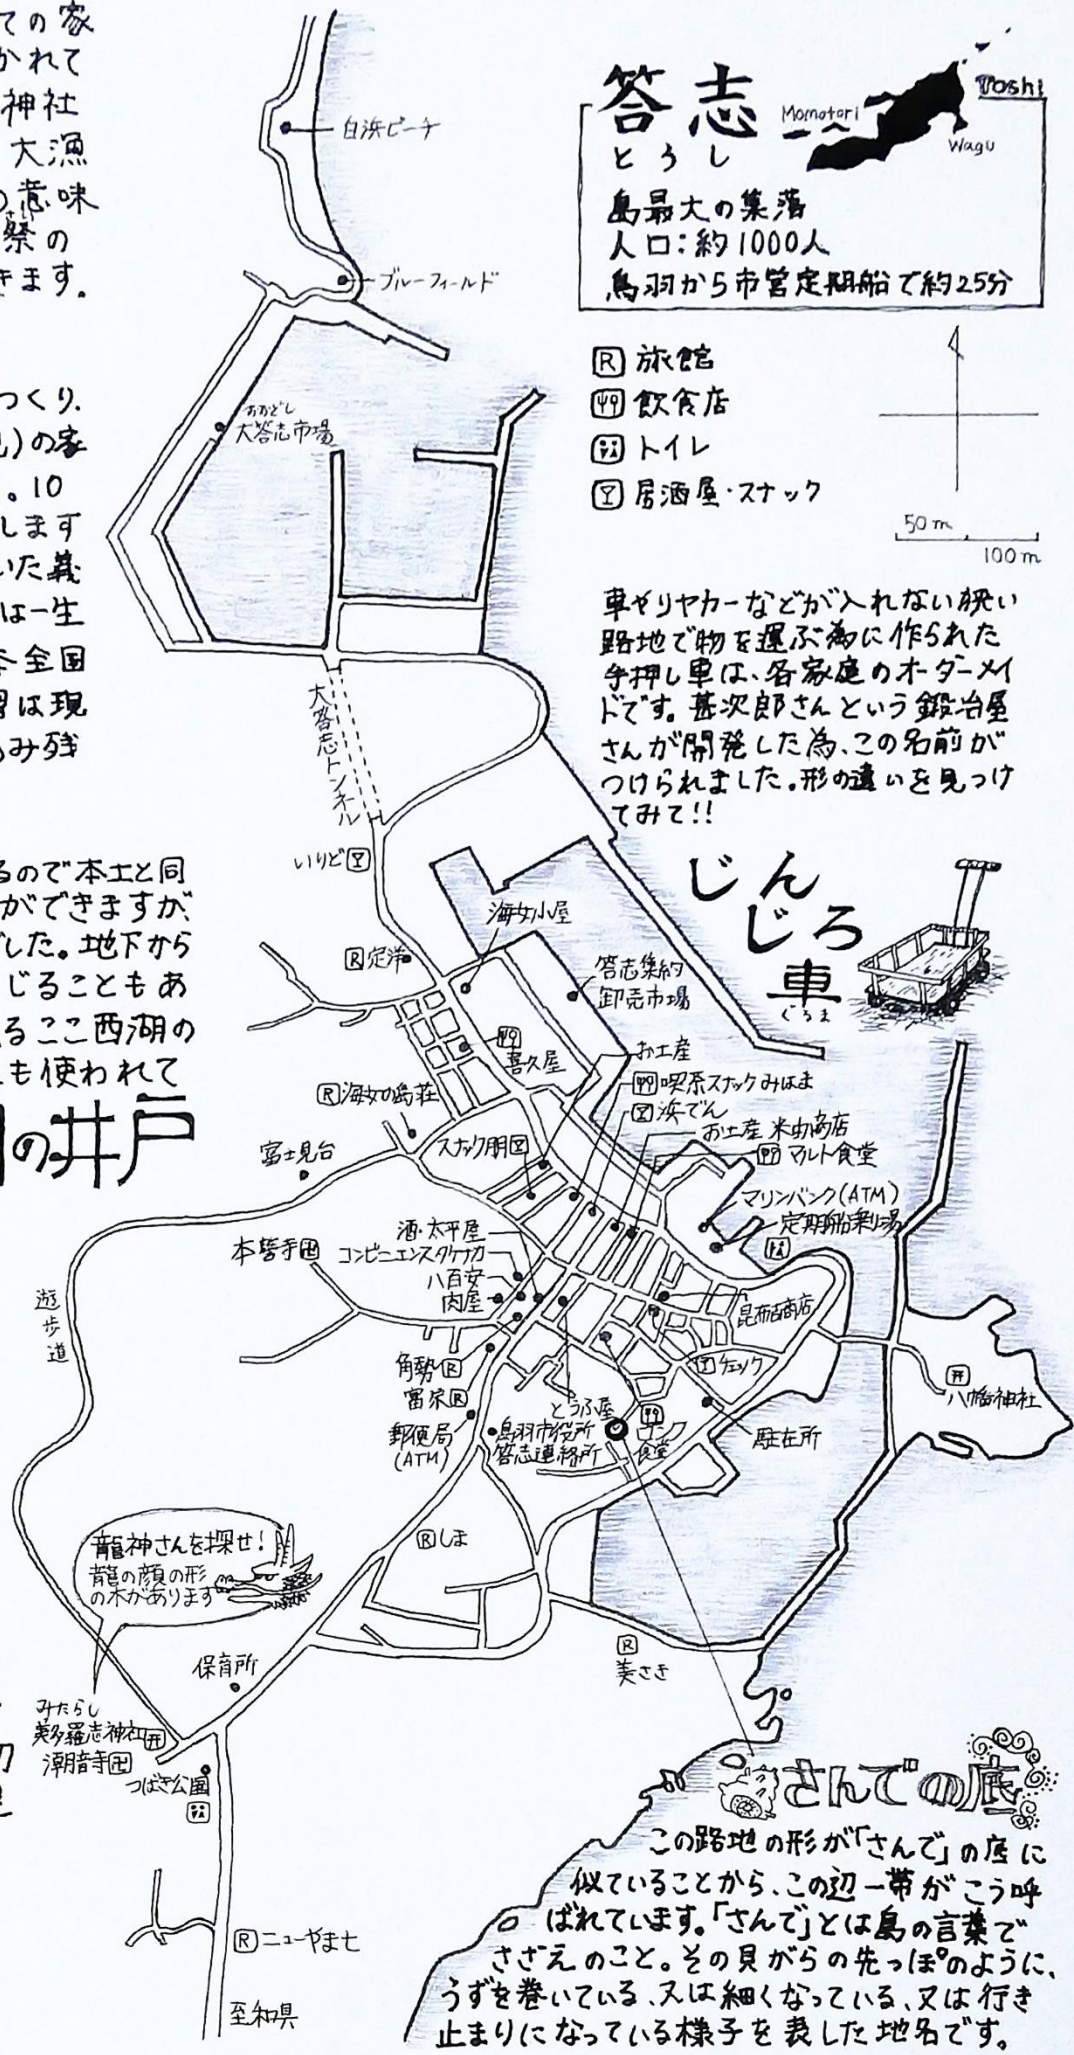 ての家
かれて
神社
大漁
の意味
祭の
きます。
つくり、
の家
。10
します
いた義
は一生
全国
習は現
み残
るので本土と同
ができますが、
でした。地下から
じることもあ
るここ西湖の
も使われて
の井戸
答志
とうし
Momotori
Toshi
Wagu
島最大の集落
人口:約1000人
鳥羽から市営定期船で約25分
R 旅館
飲食店
トイレ
居酒屋・スナック
50m
100m
白浜ビーチ
ブルーフィールド
おおどし
大答志市場
大答志トンネル
車やリヤカーなどが入れない狭い
路地で物を運ぶ為に作られた
手押し車は、各家庭のオーダーメイ
ドです。甚次郎さんという鍛冶屋
さんが開発した為、この名前が
つけられました。形の違いを見つけ
てみて!!
じん
じろ
車
ぐるま
いりど
R 定洋
海女小屋
答志集約
卸売市場
喜久屋
お土産
喫茶スナックみはま
浜でん
お土産 米由商店
マルト食堂
R 海女の島荘
スナック朋
富士見台
マリンバンク(ATM)
定期船乗り場
酒・太平屋
コンビニエンスタケナカ
八百安
肉屋
本誓寺 卍
遊歩道
昆布商店
チェック
角勢 R
富栄 R
郵便局
(ATM)
とうふ屋
鳥羽市役所
答志連絡所
ロンク
食堂
駐在所
八幡神社
R しま
龍神さんを探せ!
龍の顔の形
の木があります
保育所
R
美さき
みたらし
美多羅志神社
潮音寺 卍
つばき公園
R ニューやま七
至和具
さんでの底
この路地の形が「さんで」の底に
似ていることから、この辺一帯がこう呼
ばれています。「さんで」とは島の言葉で
さざえのこと。その貝がらの先っぽのように、
うずを巻いている、又は細くなっている、又は行き
止まりになっている様子を表した地名です。